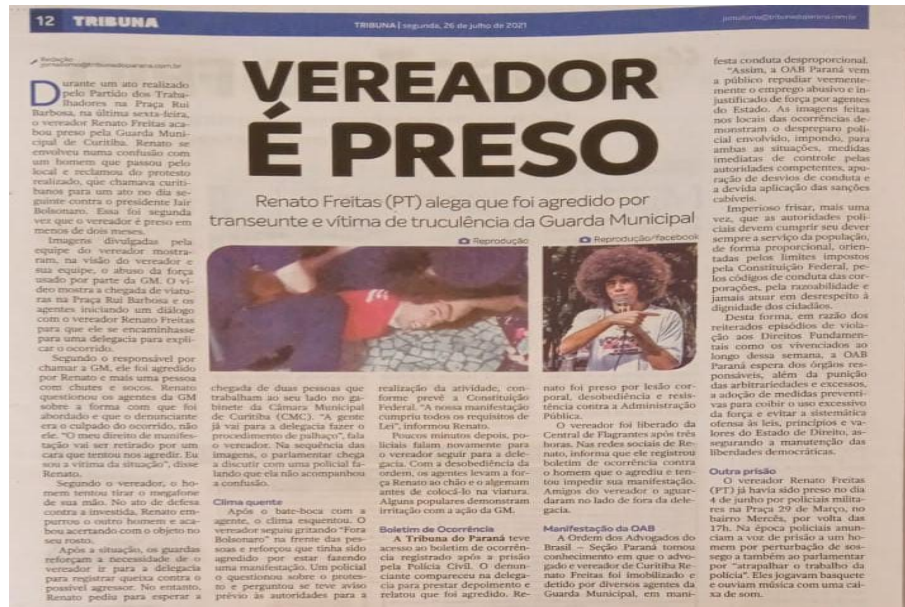 12 TRIBUNA
TRIBUNA | segunda, 26 de julho de 2021
jornalismo@tribunadoparana.com.br
Redação
jornalismo@tribunadoparana.com.br
VEREADOR
É PRESO
Renato Freitas (PT) alega que foi agredido por
transeunte e vítima de truculência da Guarda Municipal
Reprodução
Reprodução/facebook
Durante um ato realizado
pelo Partido dos Traba-
lhadores na Praça Rui
Barbosa, na última sexta-feira,
o vereador Renato Freitas aca-
bou preso pela Guarda Muni-
cipal de Curitiba. Renato se
envolveu numa confusão com
um homem que passou pelo
local e reclamou do protesto
realizado, que chamava curiti-
banos para um ato no dia se-
guinte contra o presidente Jair
Bolsonaro. Essa foi segunda
vez que o vereador é preso em
menos de dois meses.
Imagens divulgadas pela
equipe do vereador mostra-
ram, na visão do vereador e
sua equipe, o abuso da força
usado por parte da GM. O ví-
deo mostra a chegada de viatu-
ras na Praça Rui Barbosa e os
agentes iniciando um diálogo
com o vereador Renato Freitas
para que ele se encaminhasse
para uma delegacia para expli-
car o ocorrido.
Segundo o responsável por
chamar a GM, ele foi agredido
por Renato e mais uma pessoa
com chutes e socos. Renato
questionou os agentes da GM
sobre a forma com que foi
abordado e que o denunciante
era o culpado do ocorrido, não
ele. "O meu direito de manifes-
tação vai ser retirado por um
cara que tentou nos agredir. Eu
sou a vítima da situação", disse
Renato.
Segundo o vereador, o ho-
mem tentou tirar o megafone
de sua mão. No ato de defesa
contra a investida, Renato em-
purrou o outro homem e aca-
bou acertando com o objeto no
seu rosto.
Após a situação, os guardas
reforçam a necessidade de o
vereador ir para a delegacia
para registrar queixa contra o
possível agressor. No entanto,
Renato pediu para esperar a
chegada de duas pessoas que
trabalham ao seu lado no ga-
binete da Câmara Municipal
de Curitiba (CMC). "A gente
já vai para a delegacia fazer o
procedimento de palhaço", fala
o vereador. Na sequência das
imagens, o parlamentar chega
a discutir com uma policial fa-
lando que ela não acompanhou
a confusão.
Clima quente
Após o bate-boca com a
agente, o clima esquentou. O
vereador seguiu gritando "Fora
Bolsonaro" na frente das pes-
soas e reforçou que tinha sido
agredido por estar fazendo
uma manifestação. Um policial
o questionou sobre o protes-
to e perguntou se teve aviso
prévio às autoridades para a
realização da atividade, con-
forme prevê a Constituição
Federal. "A nossa manifestação
cumpriu todos os requisitos de
Lei", informou Renato.
Poucos minutos depois, po-
liciais falam novamente para
o vereador seguir para a dele-
gacia. Com a desobediência da
ordem, os agentes levam a for-
ça Renato ao chão e o algemam
antes de colocá-lo na viatura.
Alguns populares demonstram
irritação com a ação da GM.
Boletim de Ocorrência
A Tribuna do Paraná teve
acesso ao boletim de ocorrên-
cia registrado após a prisão
pela Polícia Civil. O denun-
ciante compareceu na delega-
cia para prestar depoimento e
relatou que foi agredido. Re-
nato foi preso por lesão cor-
poral, desobediência e resis-
tência contra a Administração
Pública.
O vereador foi liberado da
Central de Flagrantes após três
horas. Nas redes sociais de Re-
nato, informa que ele registrou
boletim de ocorrência contra
o homem que o agrediu e ten-
tou impedir sua manifestação.
Amigos do vereador o aguar-
daram no lado de fora da dele-
gacia.
Manifestação da OAB
A Ordem dos Advogados do
Brasil – Seção Paraná tomou
conhecimento em que o advo-
gado e vereador de Curitiba Re-
nato Freitas foi imobilizado e
detido por diversos agentes da
Guarda Municipal, em mani-
festa conduta desproporcional.
"Assim, a OAB Paraná vem
a público repudiar veemente-
mente o emprego abusivo e in-
justificado de força por agentes
do Estado. As imagens feitas
nos locais das ocorrências de-
monstram o despreparo poli-
cial envolvido, impondo, para
ambas as situações, medidas
imediatas de controle pelas
autoridades competentes, apu-
ração de desvios de conduta e
a devida aplicação das sanções
cabíveis.
Imperioso frisar, mais uma
vez, que as autoridades poli-
ciais devem cumprir seu dever
sempre a serviço da população,
de forma proporcional, orien-
tadas pelos limites impostos
pela Constituição Federal, pe-
los códigos de conduta das cor-
porações, pela razoabilidade e
jamais atuar em desrespeito à
dignidade dos cidadãos.
Desta forma, em razão dos
reiterados episódios de viola-
ção aos Direitos Fundamen-
tais como os vivenciados ao
longo dessa semana, a OAB
Paraná espera dos órgãos res-
ponsáveis, além da punição
das arbitrariedades e excessos,
a adoção de medidas preventi-
vas para coibir o uso excessivo
da força e evitar a sistemática
ofensa às leis, princípios e va-
lores do Estado de Direito, as-
segurando a manutenção das
liberdades democráticas.
Outra prisão
O vereador Renato Freitas
(PT) já havia sido preso no dia
4 de junho por policiais milita-
res na Praça 29 de Março, no
bairro Mercês, por volta das
17h. Na época policiais anun-
ciam a voz de prisão a um ho-
mem por perturbação de sos-
sego a também ao parlamentar
por "atrapalhar o trabalho da
polícia". Eles jogavam basquete
e ouviam música com uma cai-
xa de som.